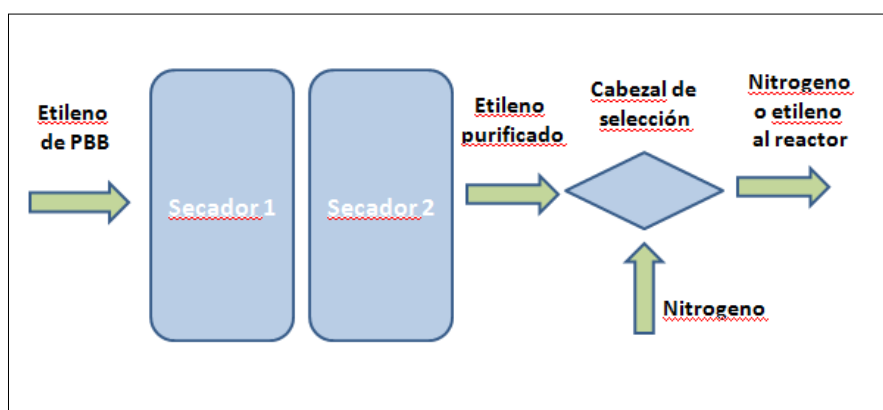 Etileno
de PBB
Secador 1
Secador 2
Etileno
purificado
Cabezal de
selección
Nitrogeno
o etileno
al reactor
Nitrogeno